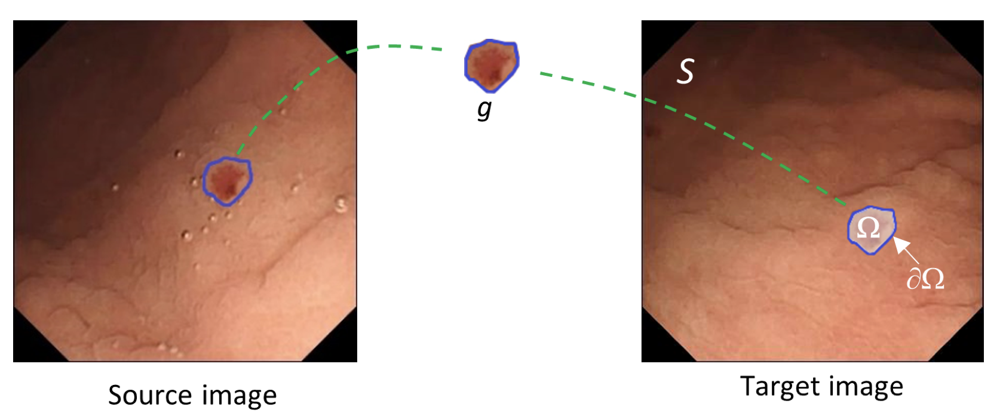 g
S
Ω
∂Ω
Source image
Target image